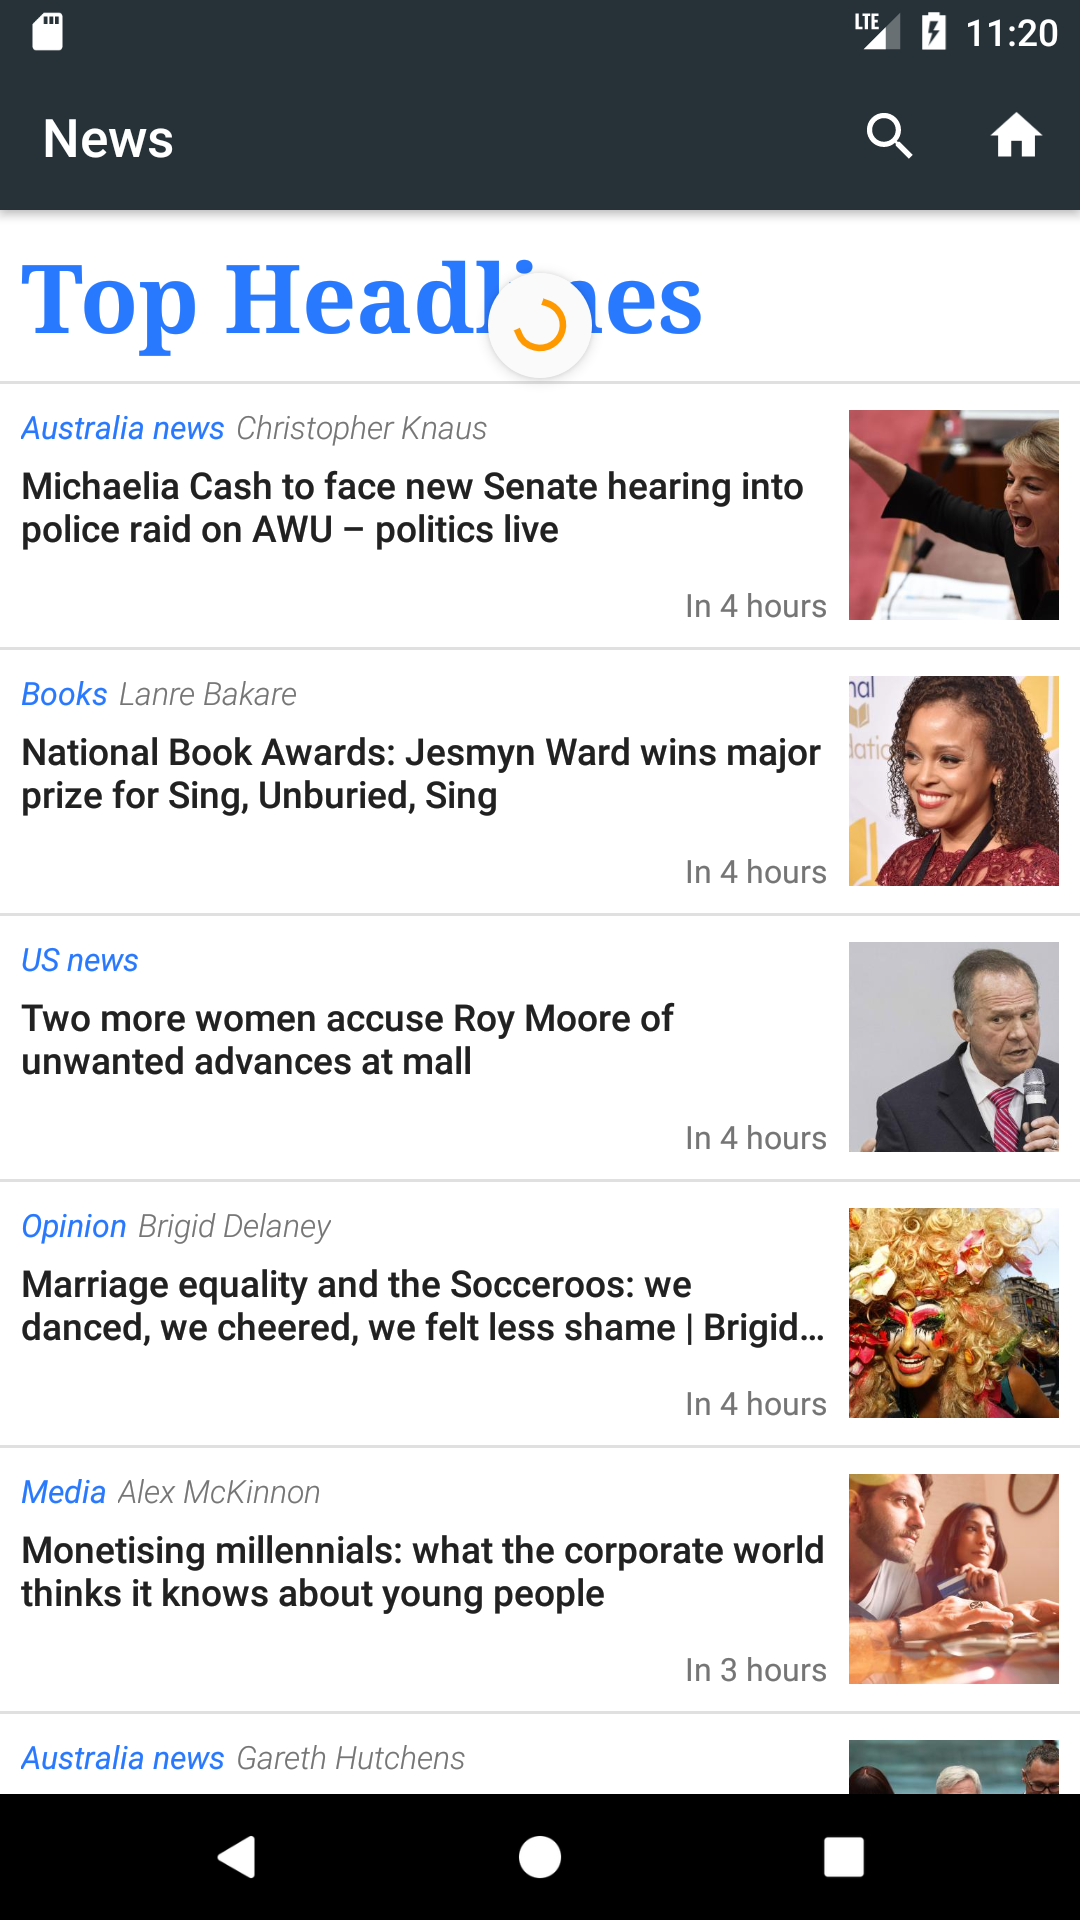 LTE 11:20
News
Top Headlines
Australia news Christopher Knaus
Michaelia Cash to face new Senate hearing into
police raid on AWU – politics live
In 4 hours
Books Lanre Bakare
National Book Awards: Jesmyn Ward wins major
prize for Sing, Unburied, Sing
In 4 hours
US news
Two more women accuse Roy Moore of
unwanted advances at mall
In 4 hours
Opinion Brigid Delaney
Marriage equality and the Socceroos: we
danced, we cheered, we felt less shame | Brigid...
In 4 hours
Media Alex McKinnon
Monetising millennials: what the corporate world
thinks it knows about young people
In 3 hours
Australia news Gareth Hutchens